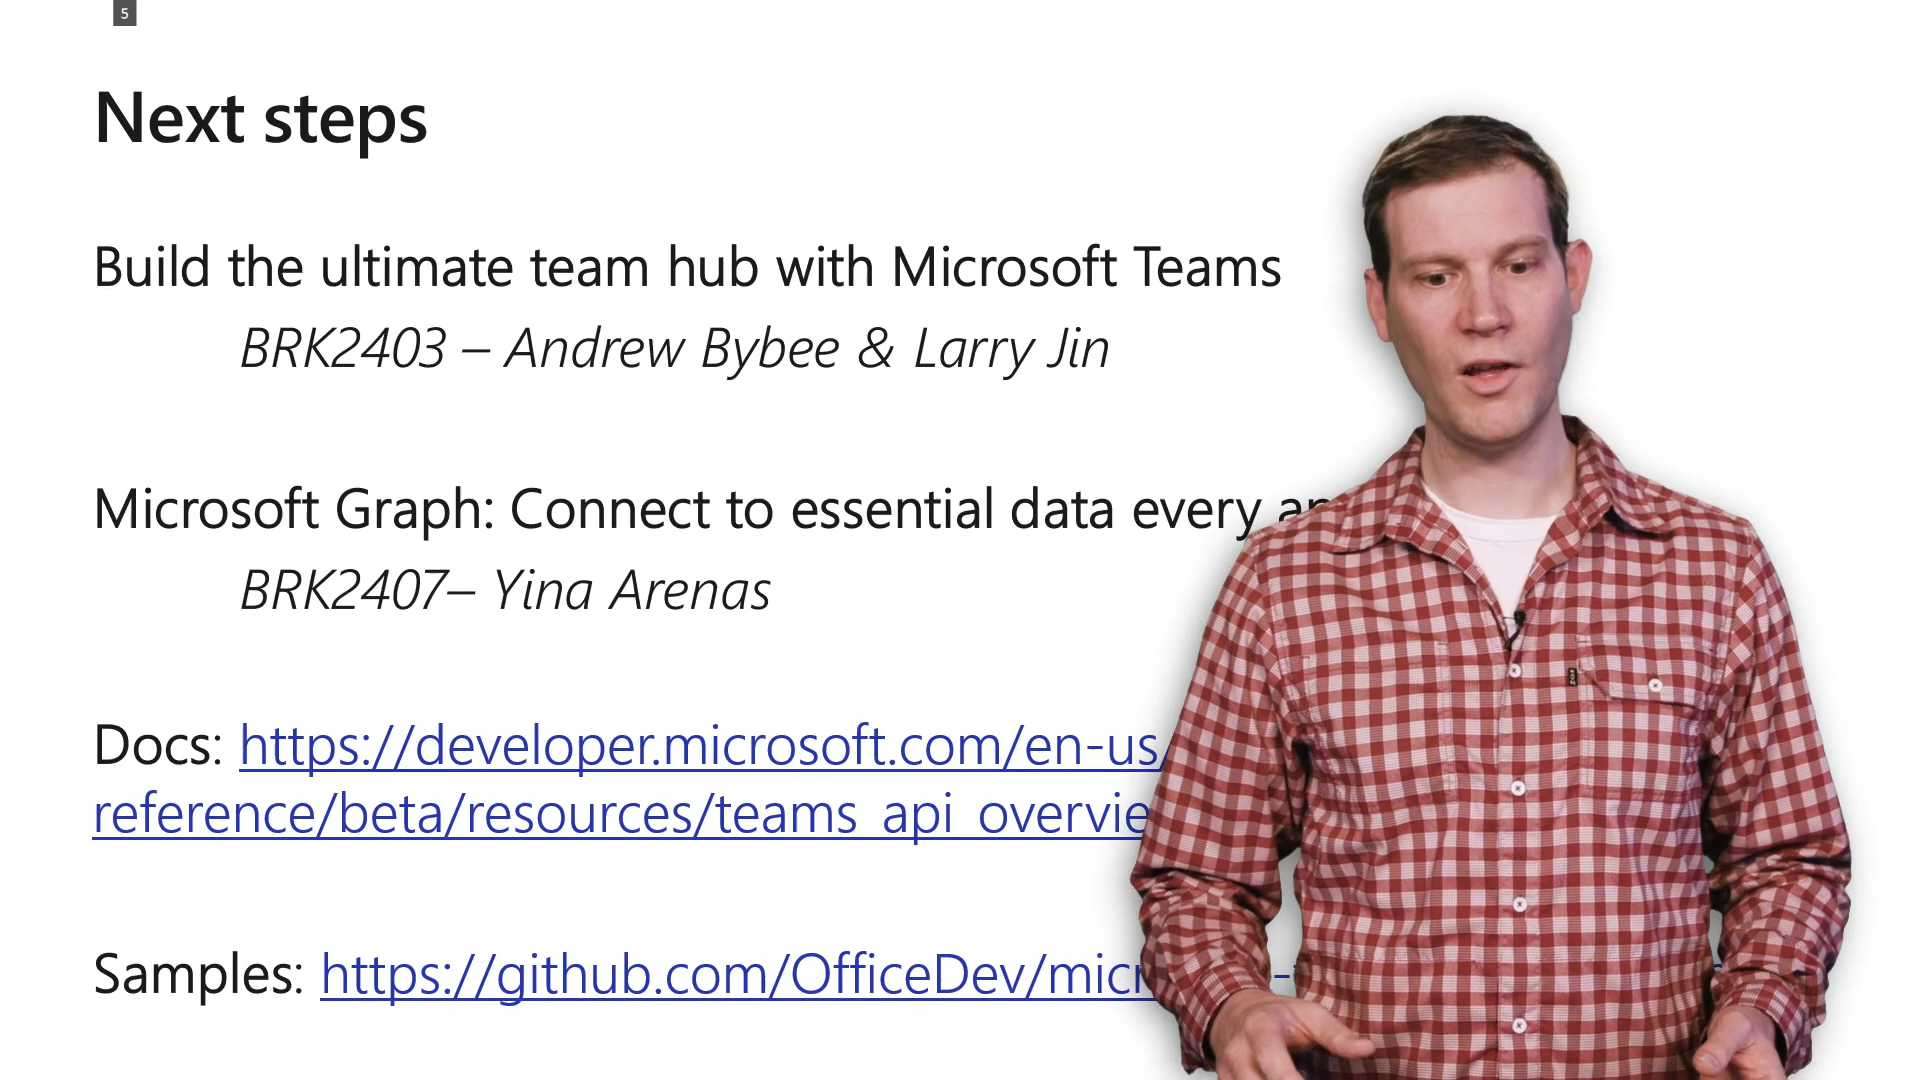 5
Next steps
Build the ultimate team hub with Microsoft Teams
BRK2403 – Andrew Bybee & Larry Jin
Microsoft Graph: Connect to essential data every
BRK2407– Yina Arenas
Docs: https://developer.microsoft.com/en-us/
reference/beta/resources/teams_api_overvie
Samples: https://github.com/OfficeDev/micr